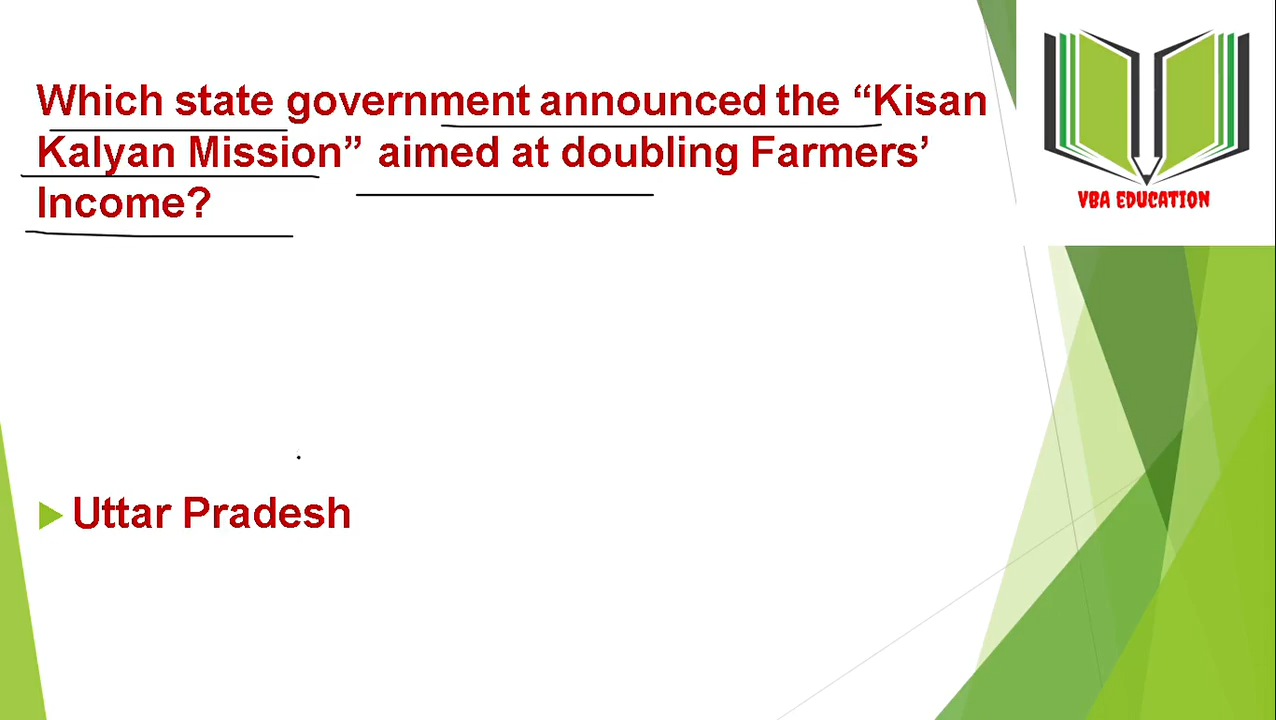 Which state government announced the “Kisan
Kalyan Mission” aimed at doubling Farmers’
Income?
VBA EDUCATION
Uttar Pradesh